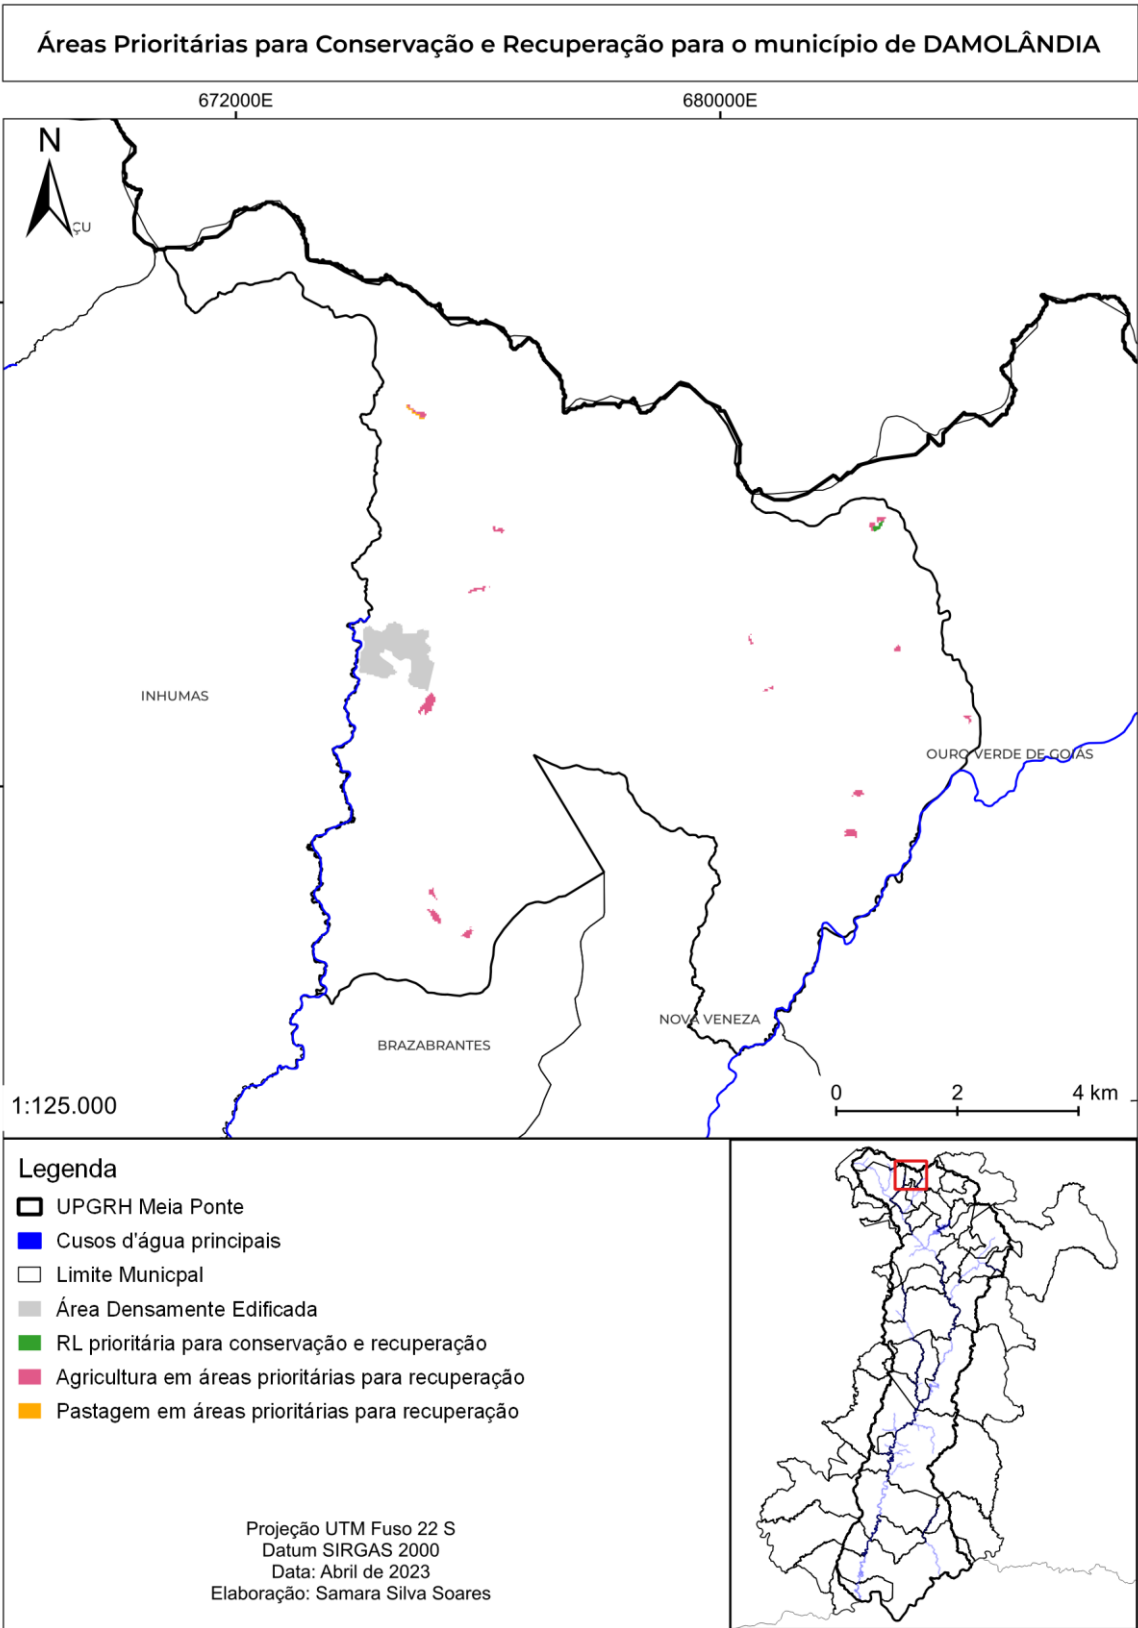 Áreas Prioritárias para Conservação e Recuperação para o município de DAMOLÂNDIA
672000E
680000E
N
ÇU
INHUMAS
OURO VERDE DE GOIÁS
NOVA VENEZA
BRAZABRANTES
0 2 4 km
1:125.000
Legenda
UPGRH Meia Ponte
Cusos d'água principais
Limite Municpal
Área Densamente Edificada
RL prioritária para conservação e recuperação
Agricultura em áreas prioritárias para recuperação
Pastagem em áreas prioritárias para recuperação
Projeção UTM Fuso 22 S
Datum SIRGAS 2000
Data: Abril de 2023
Elaboração: Samara Silva Soares